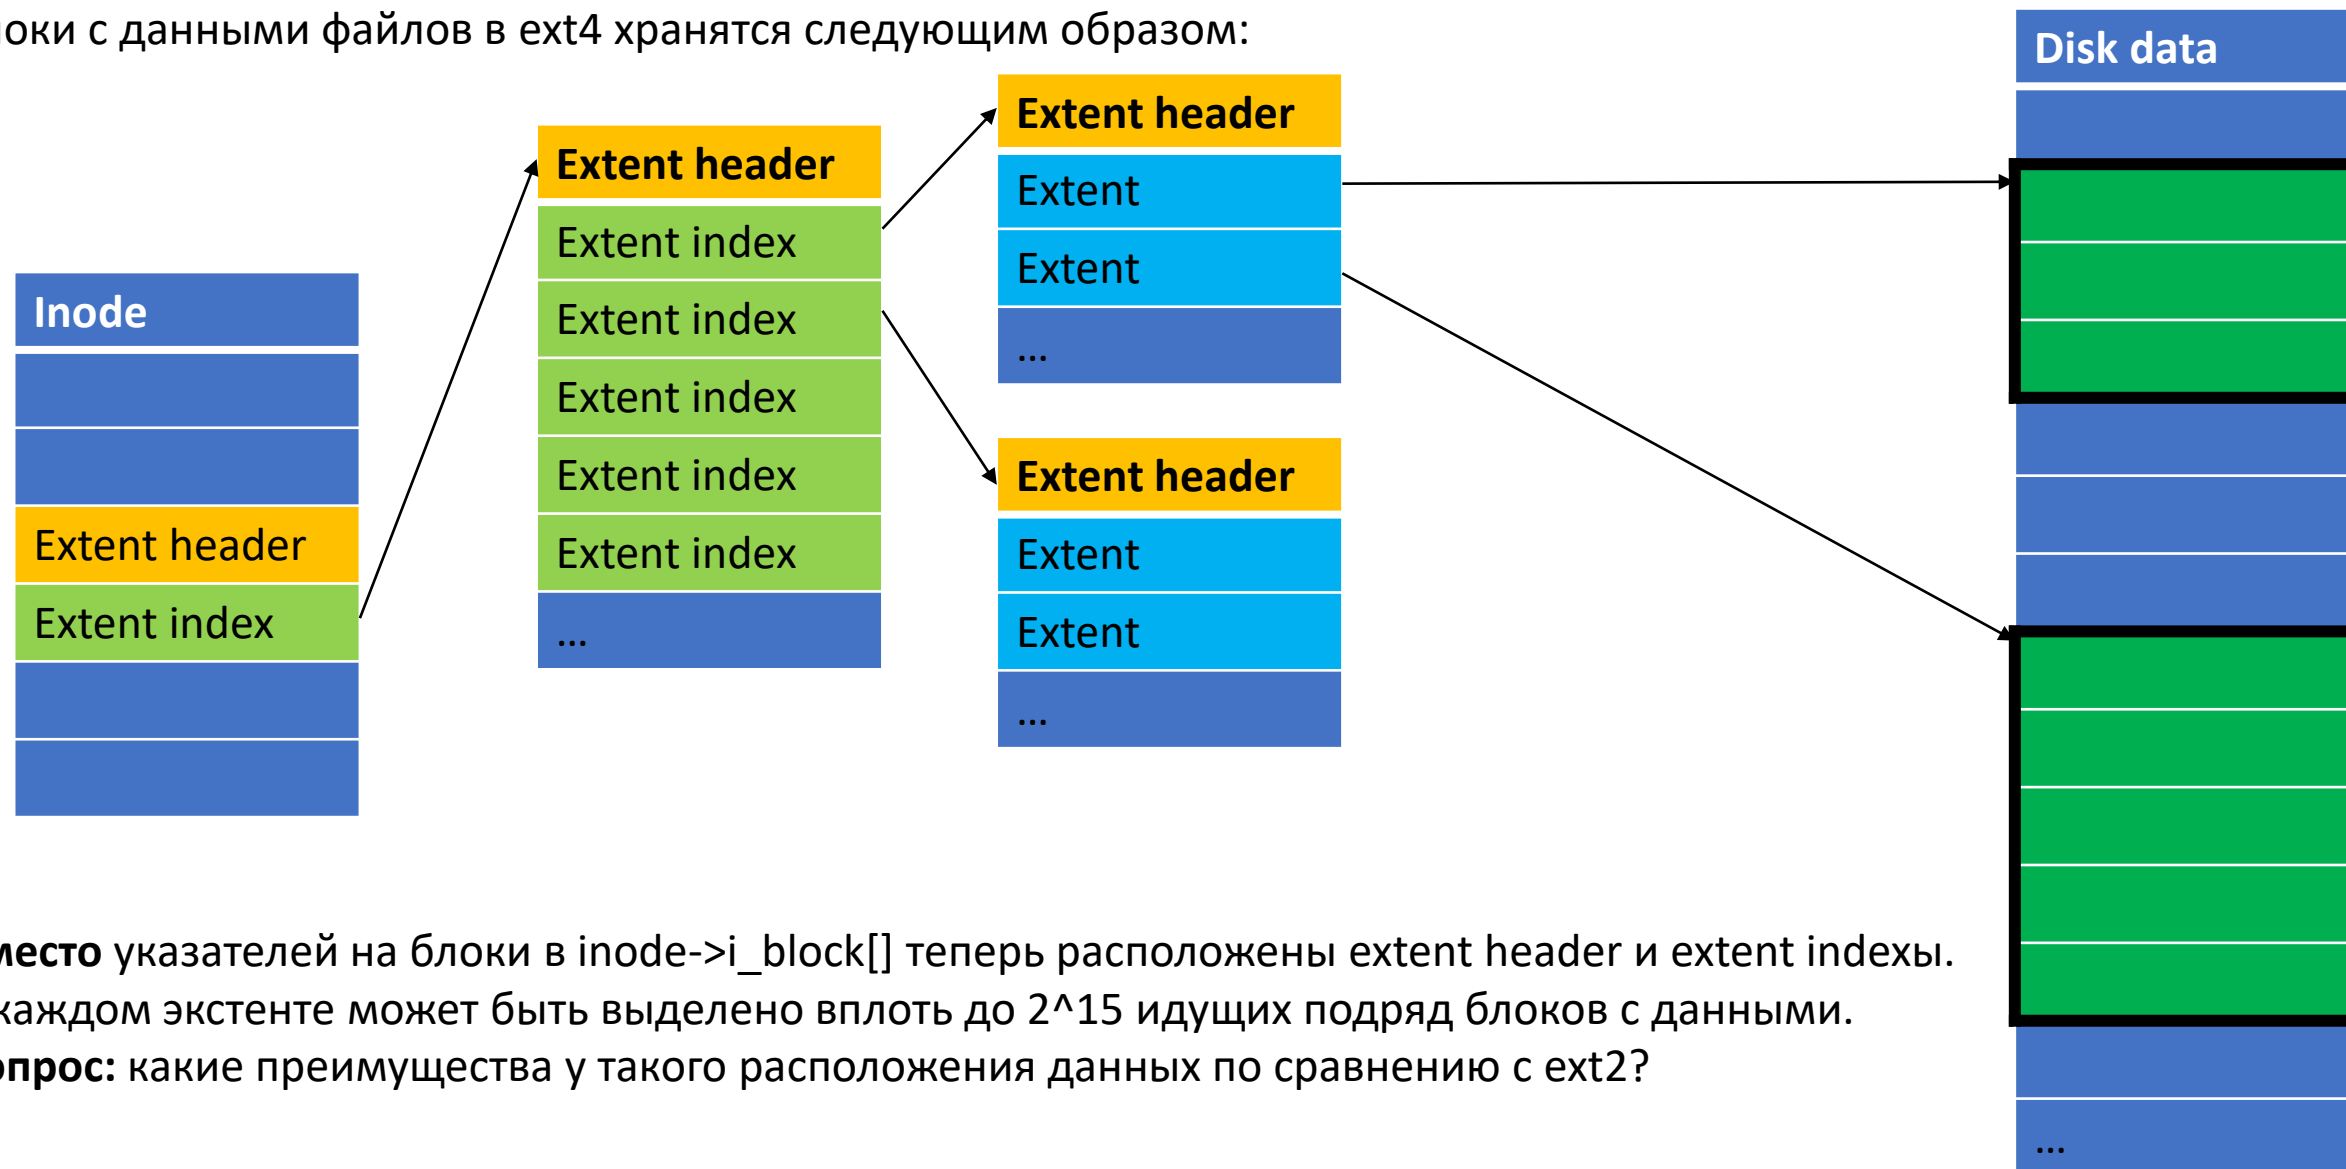 локи с данными файлов в ext4 хранятся следующим образом:
Disk data
Extent header
Extent
Extent
...
Extent header
Extent index
Extent index
Extent index
Extent index
Extent index
...
Inode
Extent header
Extent index
Extent header
Extent
Extent
...
место указателей на блоки в inode->i_block[] теперь расположены extent header и extent indexы.
каждом экстенте может быть выделено вплоть до 2^15 идущих подряд блоков с данными.
опрос: какие преимущества у такого расположения данных по сравнению с ext2?
...